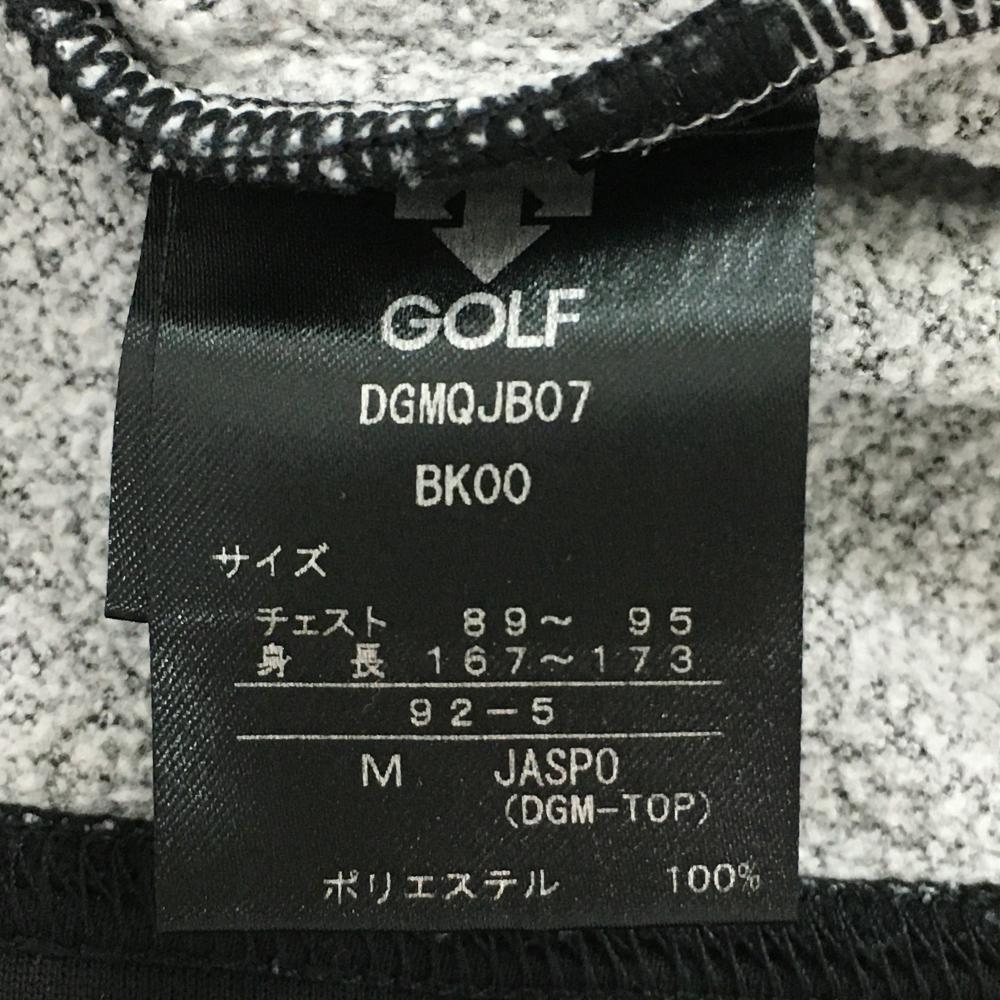 GOLF
DGMQJB07
BK00
サイズ
チェスト 89～ 95
身 長 167～173
92－5
M JASPO
(DGM-TOP)
ポリエステル 100%